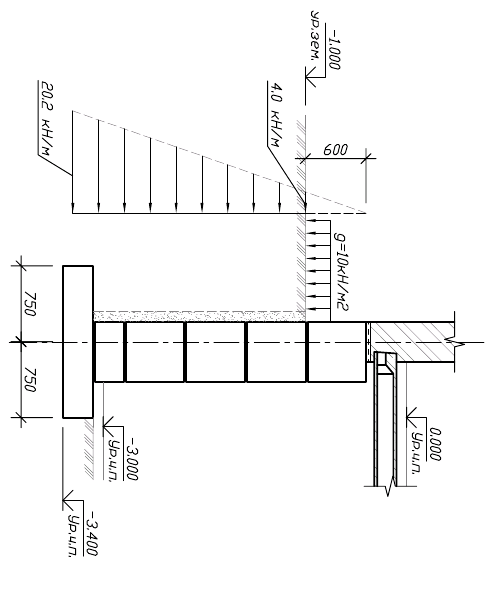 -1.000
ур.зем.
20.2 кН/м
4.0 кН/м
600
g=10кН/м2
0.000
Ур.ч.п.
-3.000
Ур.ч.п.
-3.400
Ур.ч.п.
750
750